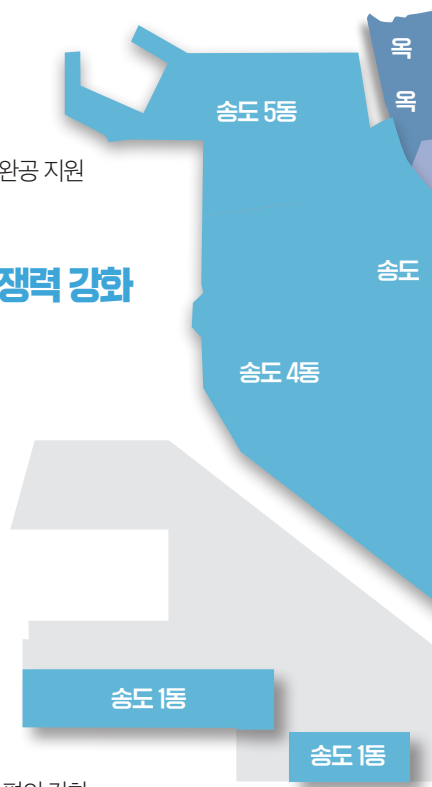 옥
옥
송도 5동
완공 지원
송도
쟁력 강화
송도 4동
송도 1동
송도 1동